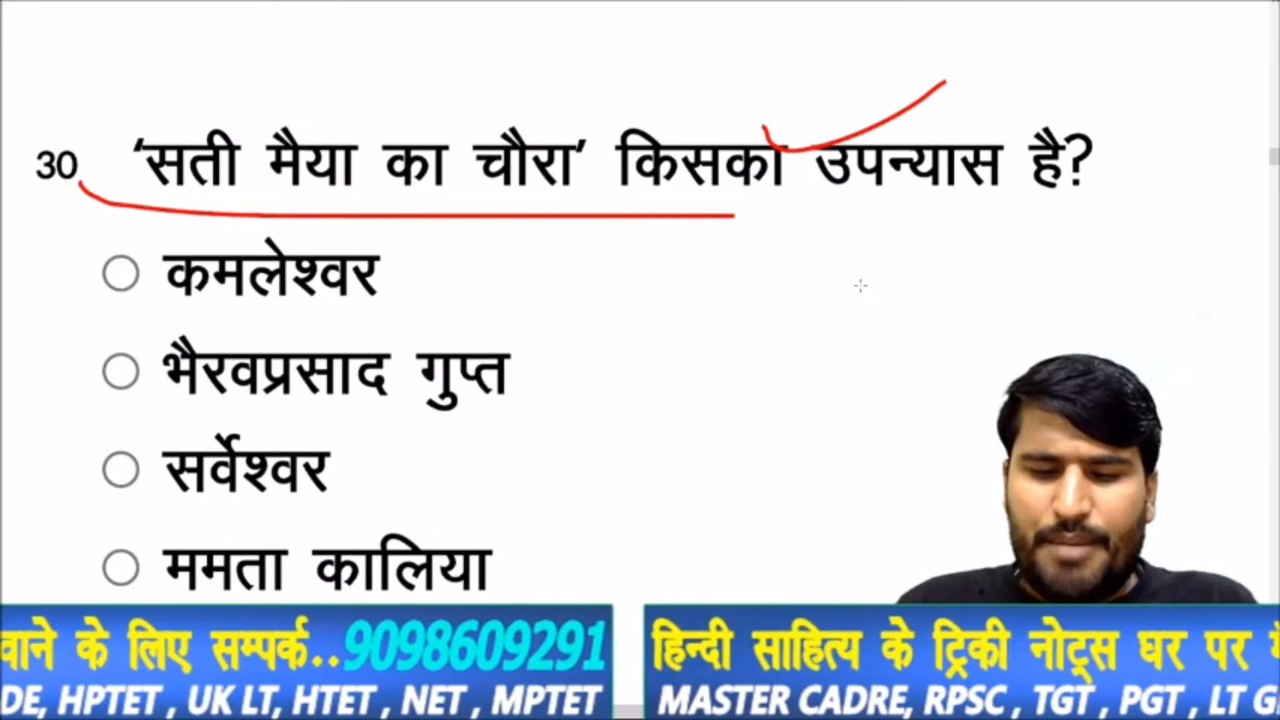 30 ‘सती मैया का चौरा’ किसका उपन्यास है?
कमलेश्वर
भैरवप्रसाद गुप्त
सर्वेश्वर
ममता कालिया
वाने के लिए सम्पर्क..9098609291
DE, HPTET , UK LT, HTET , NET , MPTET
हिन्दी साहित्य के ट्रिकी नोट्स घर पर
MASTER CADRE, RPSC , TGT , PGT , LT G